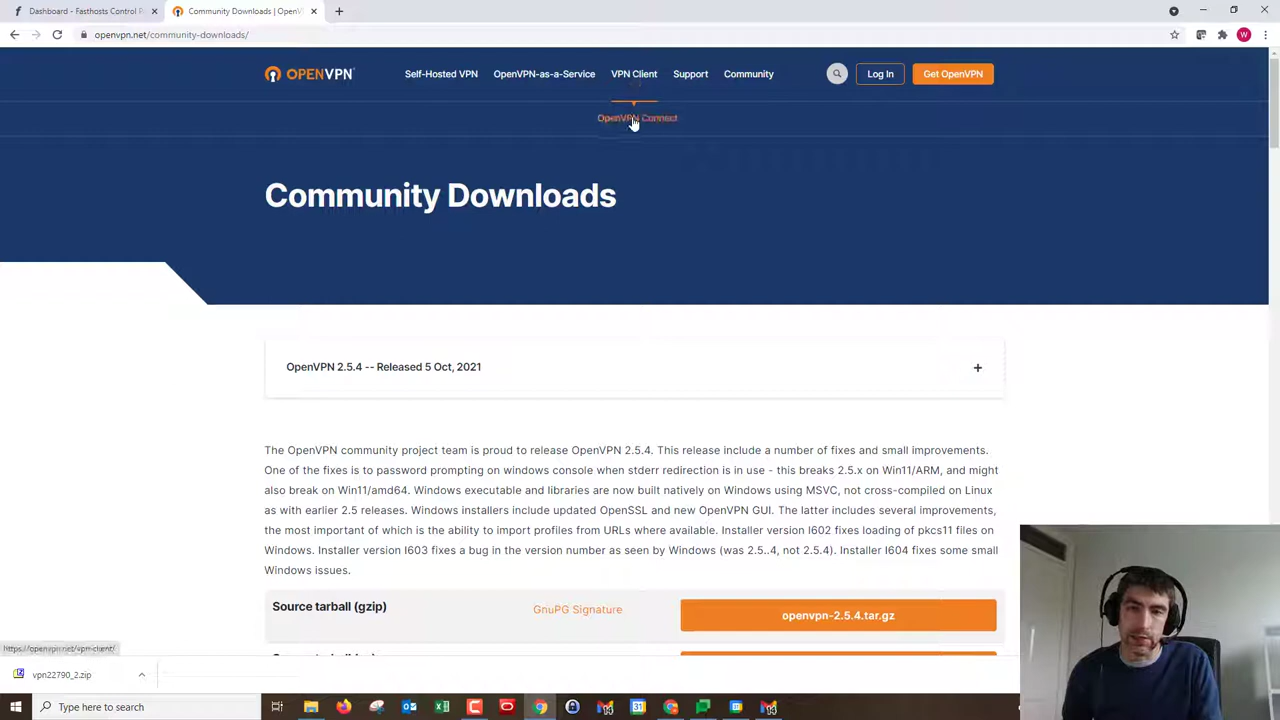 Dashboard - Fasthosts Control P
Community Downloads | OpenV
openvpn.net/community-downloads/
W
OPENVPN
Self-Hosted VPN
OpenVPN-as-a-Service
VPN Client
Support
Community
Log In
Get OpenVPN
OpenVPN Connect
Community Downloads
OpenVPN 2.5.4 -- Released 5 Oct, 2021
+
The OpenVPN community project team is proud to release OpenVPN 2.5.4. This release include a number of fixes and small improvements.
One of the fixes is to password prompting on windows console when stderr redirection is in use - this breaks 2.5.x on Win11/ARM, and might
also break on Win11/amd64. Windows executable and libraries are now built natively on Windows using MSVC, not cross-compiled on Linux
as with earlier 2.5 releases. Windows installers include updated OpenSSL and new OpenVPN GUI. The latter includes several improvements,
the most important of which is the ability to import profiles from URLs where available. Installer version I602 fixes loading of pkcs11 files on
Windows. Installer version I603 fixes a bug in the version number as seen by Windows (was 2.5..4, not 2.5.4). Installer I604 fixes some small
Windows issues.
Source tarball (gzip)
GnuPG Signature
openvpn-2.5.4.tar.gz
https://openvpn.net/vpn-client/
vpn22790_2.zip
Type here to search